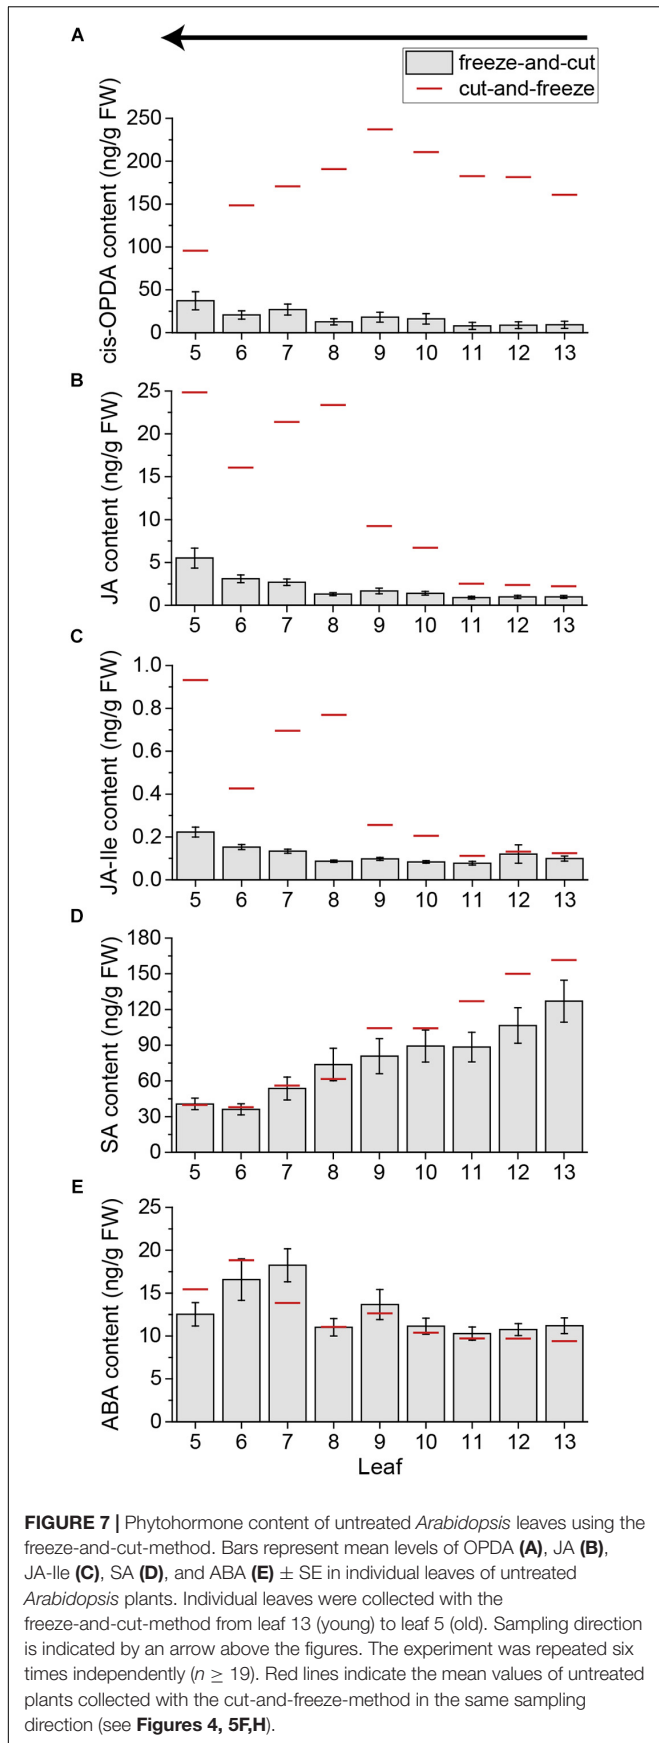 A
freeze-and-cut
cut-and-freeze
cis-OPDA content (ng/g FW)
250
200
150
100
50
0
5 6 7 8 9 10 11 12 13
B
JA content (ng/g FW)
25
20
15
10
5
0
5 6 7 8 9 10 11 12 13
C
JA-Ile content (ng/g FW)
1.0
0.8
0.6
0.4
0.2
0.0
5 6 7 8 9 10 11 12 13
D
SA content (ng/g FW)
180
150
120
90
60
30
0
5 6 7 8 9 10 11 12 13
E
ABA content (ng/g FW)
25
20
15
10
5
0
5 6 7 8 9 10 11 12 13
Leaf
FIGURE 7 | Phytohormone content of untreated Arabidopsis leaves using the
freeze-and-cut-method. Bars represent mean levels of OPDA (A), JA (B),
JA-Ile (C), SA (D), and ABA (E) ± SE in individual leaves of untreated
Arabidopsis plants. Individual leaves were collected with the
freeze-and-cut-method from leaf 13 (young) to leaf 5 (old). Sampling direction
is indicated by an arrow above the figures. The experiment was repeated six
times independently (n ≥ 19). Red lines indicate the mean values of untreated
plants collected with the cut-and-freeze-method in the same sampling
direction (see Figures 4, 5F,H).